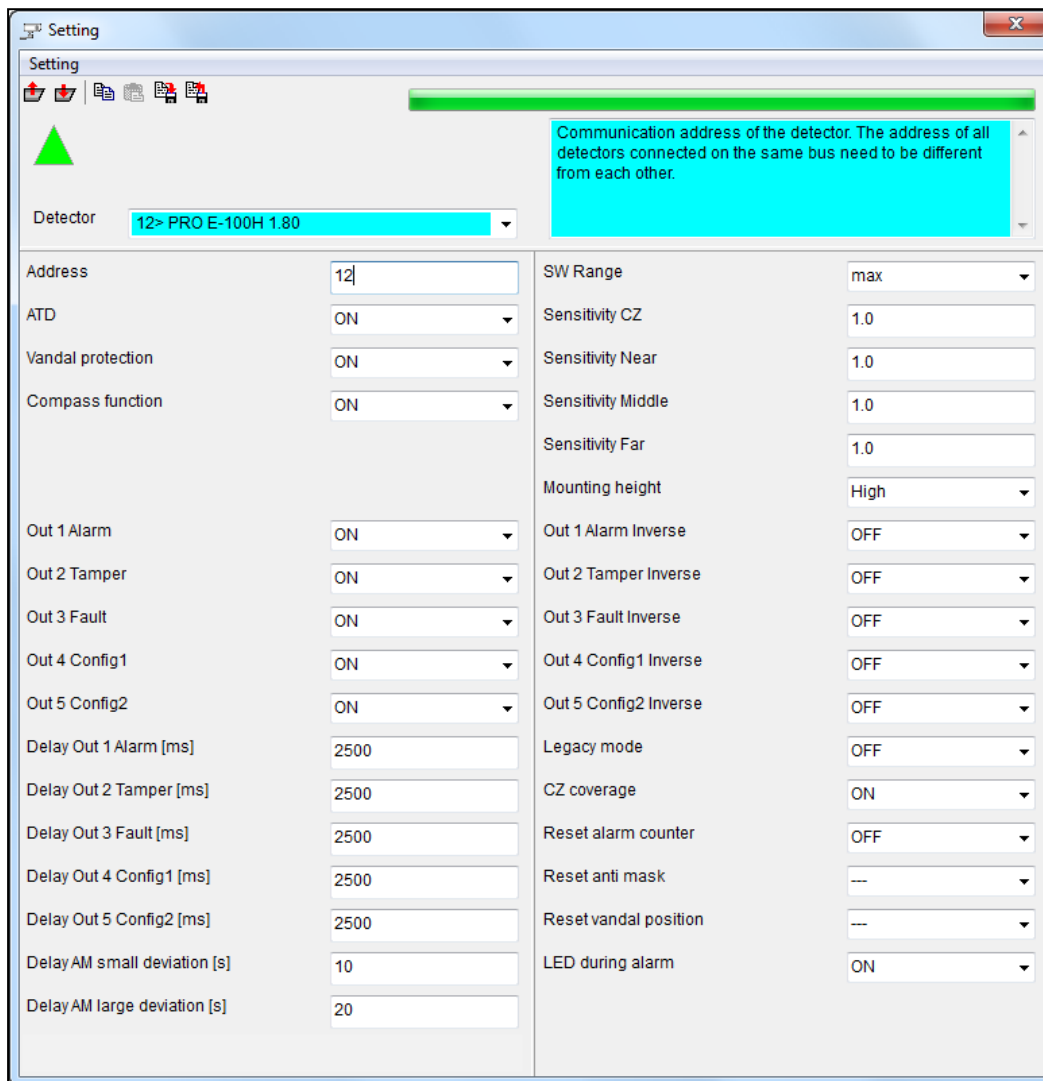 Setting
Setting
Communication address of the detector. The address of all
detectors connected on the same bus need to be different
from each other.
Detector 12> PRO E-100H 1.80
Address 12
ATD ON
Vandal protection ON
Compass function ON
Out 1 Alarm ON
Out 2 Tamper ON
Out 3 Fault ON
Out 4 Config1 ON
Out 5 Config2 ON
Delay Out 1 Alarm [ms] 2500
Delay Out 2 Tamper [ms] 2500
Delay Out 3 Fault [ms] 2500
Delay Out 4 Config1 [ms] 2500
Delay Out 5 Config2 [ms] 2500
Delay AM small deviation [s] 10
Delay AM large deviation [s] 20
SW Range max
Sensitivity CZ 1.0
Sensitivity Near 1.0
Sensitivity Middle 1.0
Sensitivity Far 1.0
Mounting height High
Out 1 Alarm Inverse OFF
Out 2 Tamper Inverse OFF
Out 3 Fault Inverse OFF
Out 4 Config1 Inverse OFF
Out 5 Config2 Inverse OFF
Legacy mode OFF
CZ coverage ON
Reset alarm counter OFF
Reset anti mask ---
Reset vandal position ---
LED during alarm ON